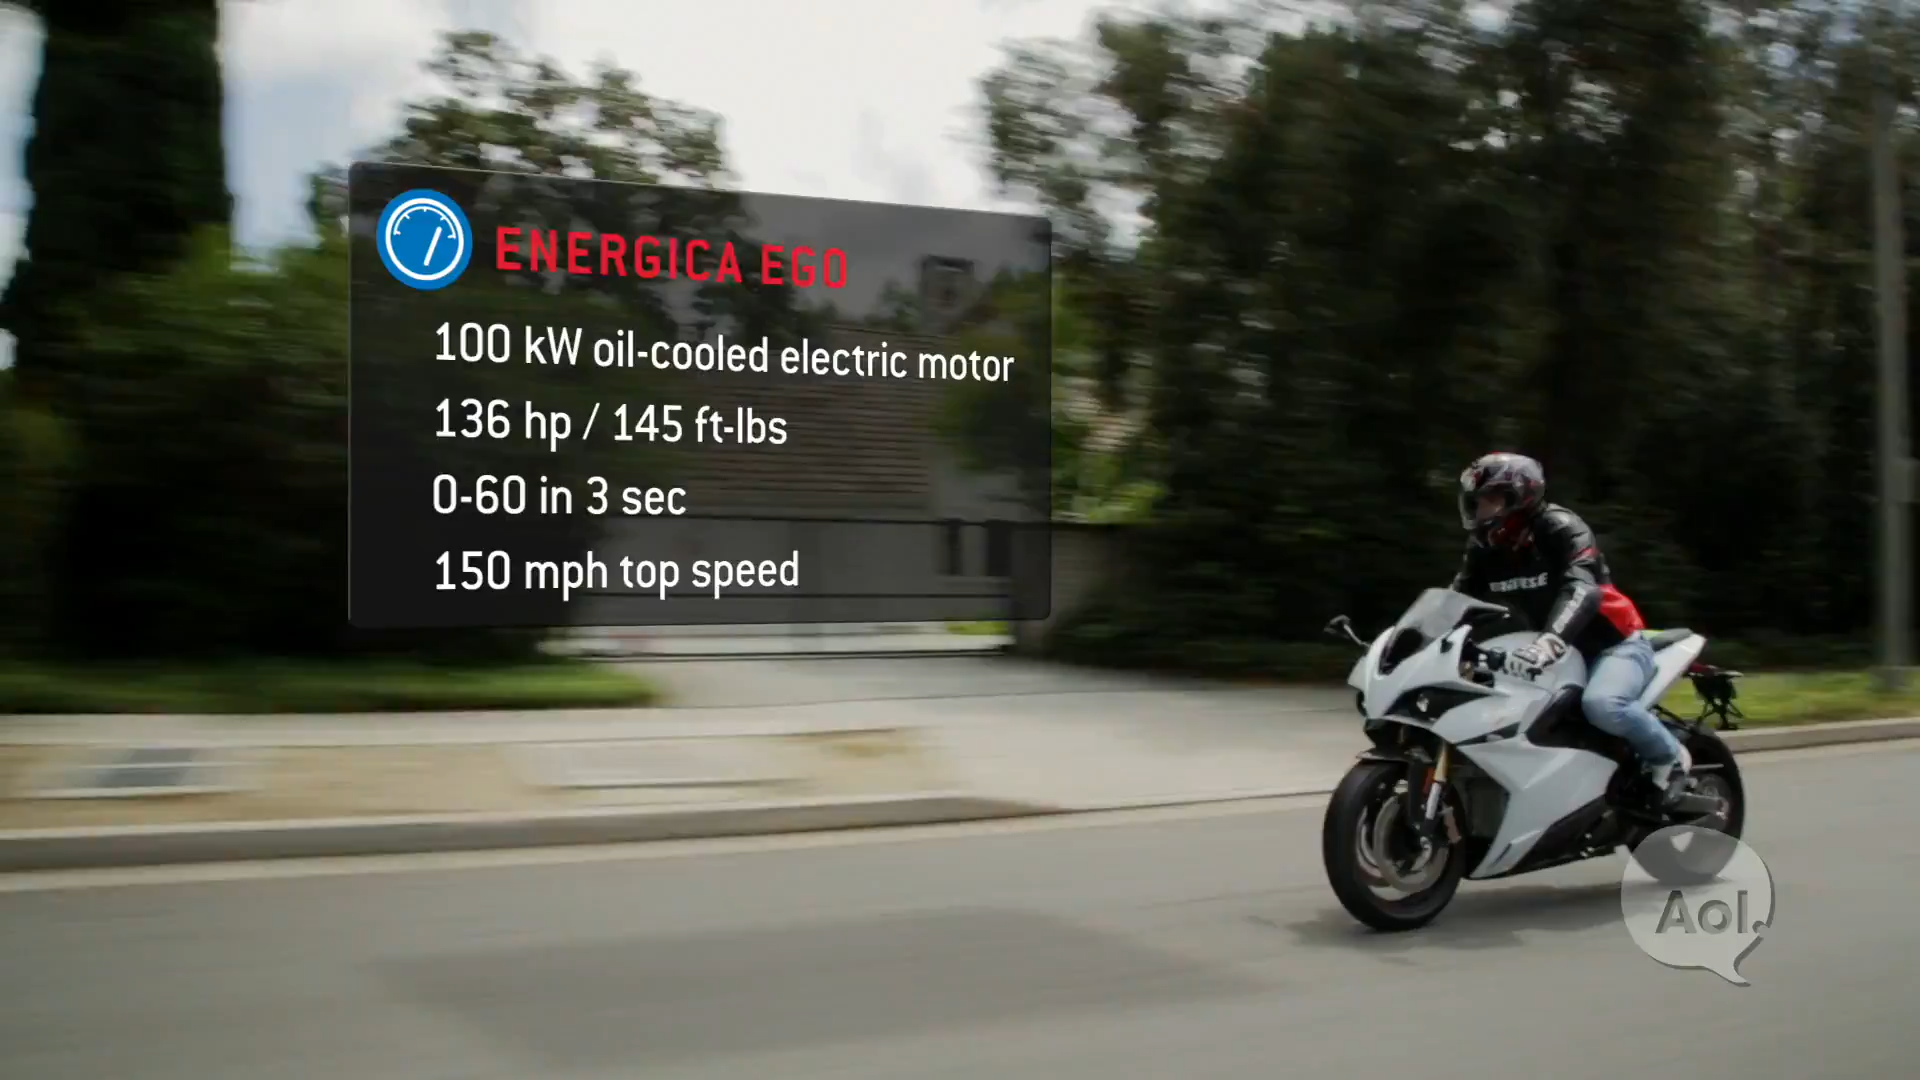 ENERGICA EGO
100 kW oil-cooled electric motor
136 hp / 145 ft-lbs
0-60 in 3 sec
150 mph top speed
Aol.